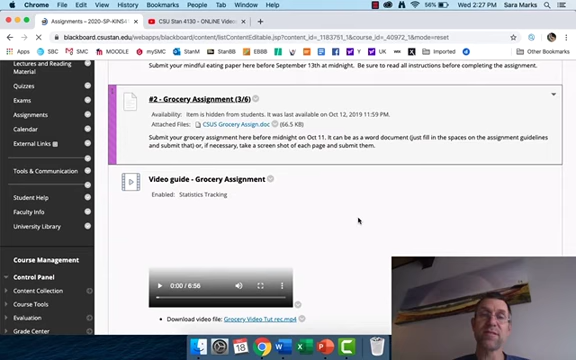 Chrome File Edit View History Bookmarks People Window Help
56% Wed 2:27 PM Sara Marks
Assignments – 2020-SP-KINS4
CSU Stan 4130 - ONLINE Video
blackboard.csustan.edu/webapps/blackboard/content/listContentEditable.jsp?content_id=_1183751_1&course_id=_40972_1&mode=reset
Apps MOODLE mySMC SMC CSU Stan Bb
Other Bookmarks
Submit your mindful eating paper here before September 13th at midnight. Be sure to read all instructions before completing the assignment.
Lectures and Reading
Material
Quizzes
Exams
Assignments
Calendar
External Links
Tools & Communication
Student Help
Faculty Info
University Library
Course Management
Control Panel
Content Collection
Course Tools
Evaluation
Grade Center
#2 - Grocery Assignment (3/6)
Availability: Item is hidden from students. It was last available on Oct 12, 2019 11:59 PM.
Attached Files: CSUS Grocery Assign.doc (66.5 KB)
Submit your grocery assignment here before midnight on Oct 11. It can be as a word document (just fill in the spaces on the assignment guidelines
and submit that) or, if necessary, take a screen shot of each page and submit them.
Video guide - Grocery Assignment
Enabled: Statistics Tracking
0:00 / 6:56
Download video file: Grocery Video Tut rec.mp4
18